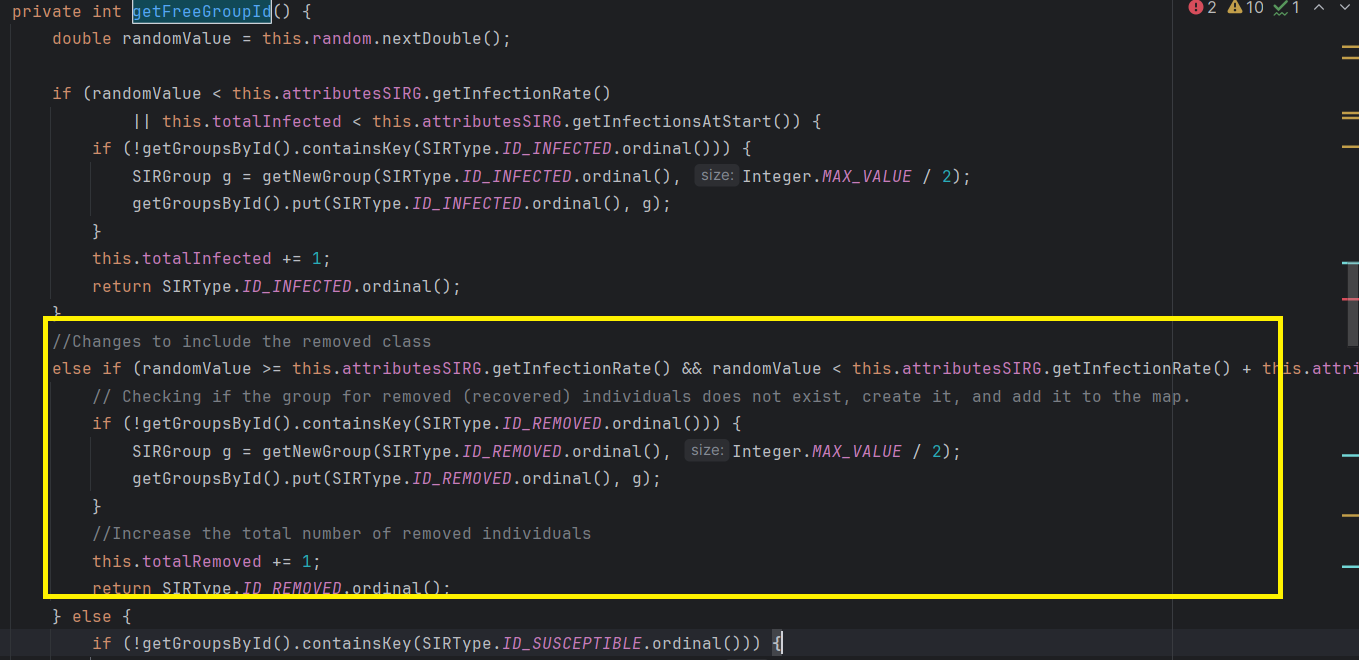 private int getFreeGroupId() {
2 10 1
double randomValue = this.random.nextDouble();
if (randomValue < this.attributesSIRG.getInfectionRate()
|| this.totalInfected < this.attributesSIRG.getInfectionsAtStart()) {
if (!getGroupsById().containsKey(SIRType.ID_INFECTED.ordinal())) {
SIRGroup g = getNewGroup(SIRType.ID_INFECTED.ordinal(), size: Integer.MAX_VALUE / 2);
getGroupsById().put(SIRType.ID_INFECTED.ordinal(), g);
}
this.totalInfected += 1;
return SIRType.ID_INFECTED.ordinal();
}
//Changes to include the removed class
else if (randomValue >= this.attributesSIRG.getInfectionRate() && randomValue < this.attributesSIRG.getInfectionRate() + this.attri
// Checking if the group for removed (recovered) individuals does not exist, create it, and add it to the map.
if (!getGroupsById().containsKey(SIRType.ID_REMOVED.ordinal())) {
SIRGroup g = getNewGroup(SIRType.ID_REMOVED.ordinal(), size: Integer.MAX_VALUE / 2);
getGroupsById().put(SIRType.ID_REMOVED.ordinal(), g);
}
//Increase the total number of removed individuals
this.totalRemoved += 1;
return SIRType.ID_REMOVED.ordinal();
} else {
if (!getGroupsById().containsKey(SIRType.ID_SUSCEPTIBLE.ordinal())) {